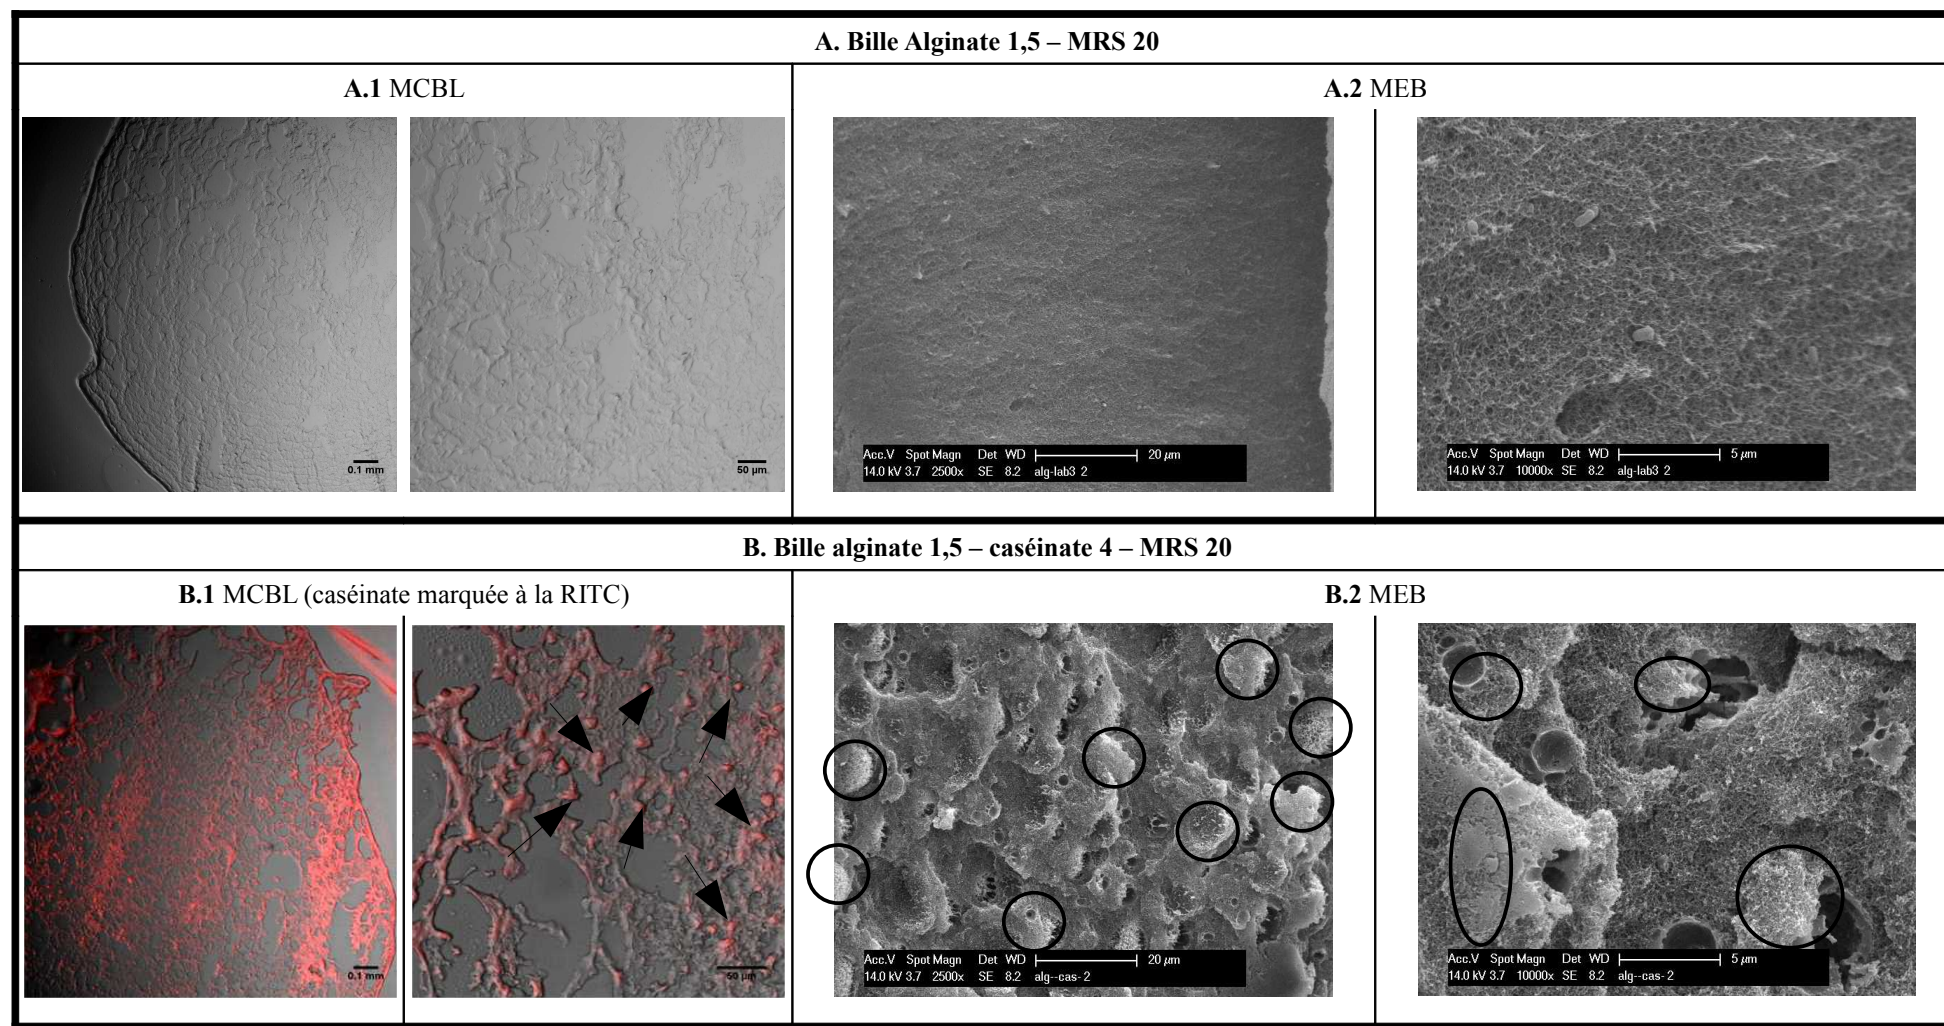 A. Bille Alginate 1,5 – MRS 20
A.1 MCBL
A.2 MEB
0.1 mm
50 µm
Acc.V Spot Magn Det WD 20 µm
14.0 kV 3.7 2500x SE 8.2 alg-lab3 2
Acc.V Spot Magn Det WD 5 µm
14.0 kV 3.7 10000x SE 8.2 alg-lab3 2
B. Bille alginate 1,5 – caséinate 4 – MRS 20
B.1 MCBL (caséinate marquée à la RITC)
B.2 MEB
0.1 mm
50 µm
Acc.V Spot Magn Det WD 20 µm
14.0 kV 3.7 2500x SE 8.2 alg--cas- 2
Acc.V Spot Magn Det WD 5 µm
14.0 kV 3.7 10000x SE 8.2 alg--cas- 2